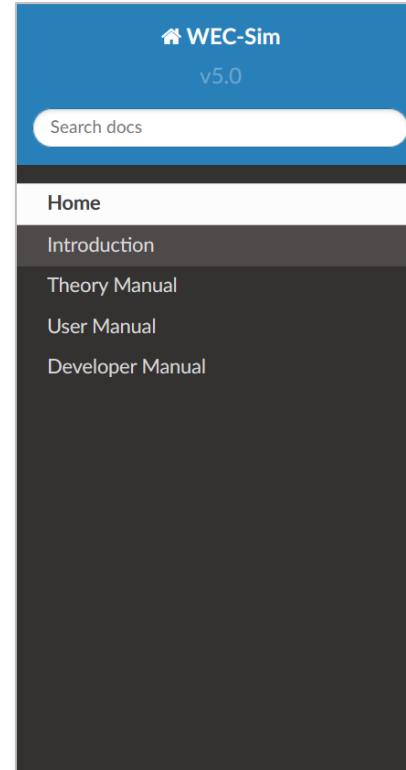 WEC-Sim
v5.0
Search docs
Home
Introduction
Theory Manual
User Manual
Developer Manual